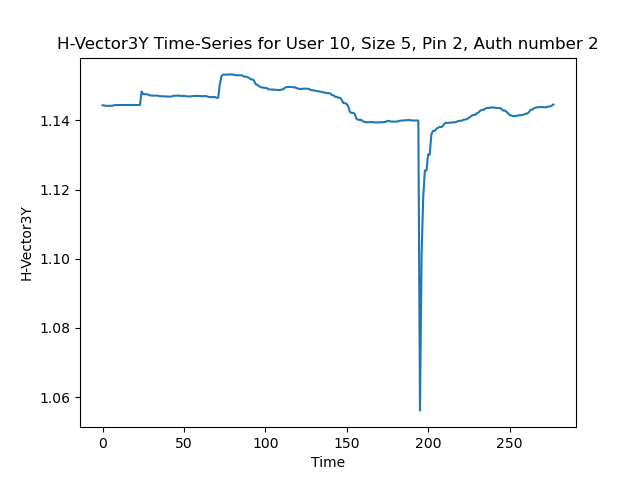 H-Vector3Y Time-Series for User 10, Size 5, Pin 2, Auth number 2
H-Vector3Y
1.14
1.12
1.10
1.08
1.06
0 50 100 150 200 250
Time